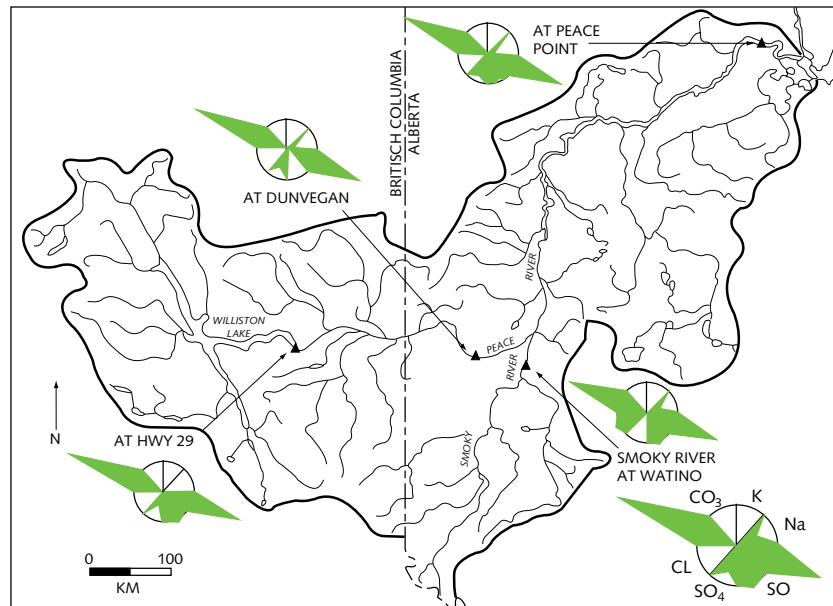 AT PEACE
POINT
BRITISCH COLUMBIA
ALBERTA
AT DUNVEGAN
RIVER
WILLISTON
LAKE
PEACE
RIVER
N
AT HWY 29
SMOKY
SMOKY RIVER
AT WATINO
CO3
K
Na
CL
SO4
SO
0 100
KM